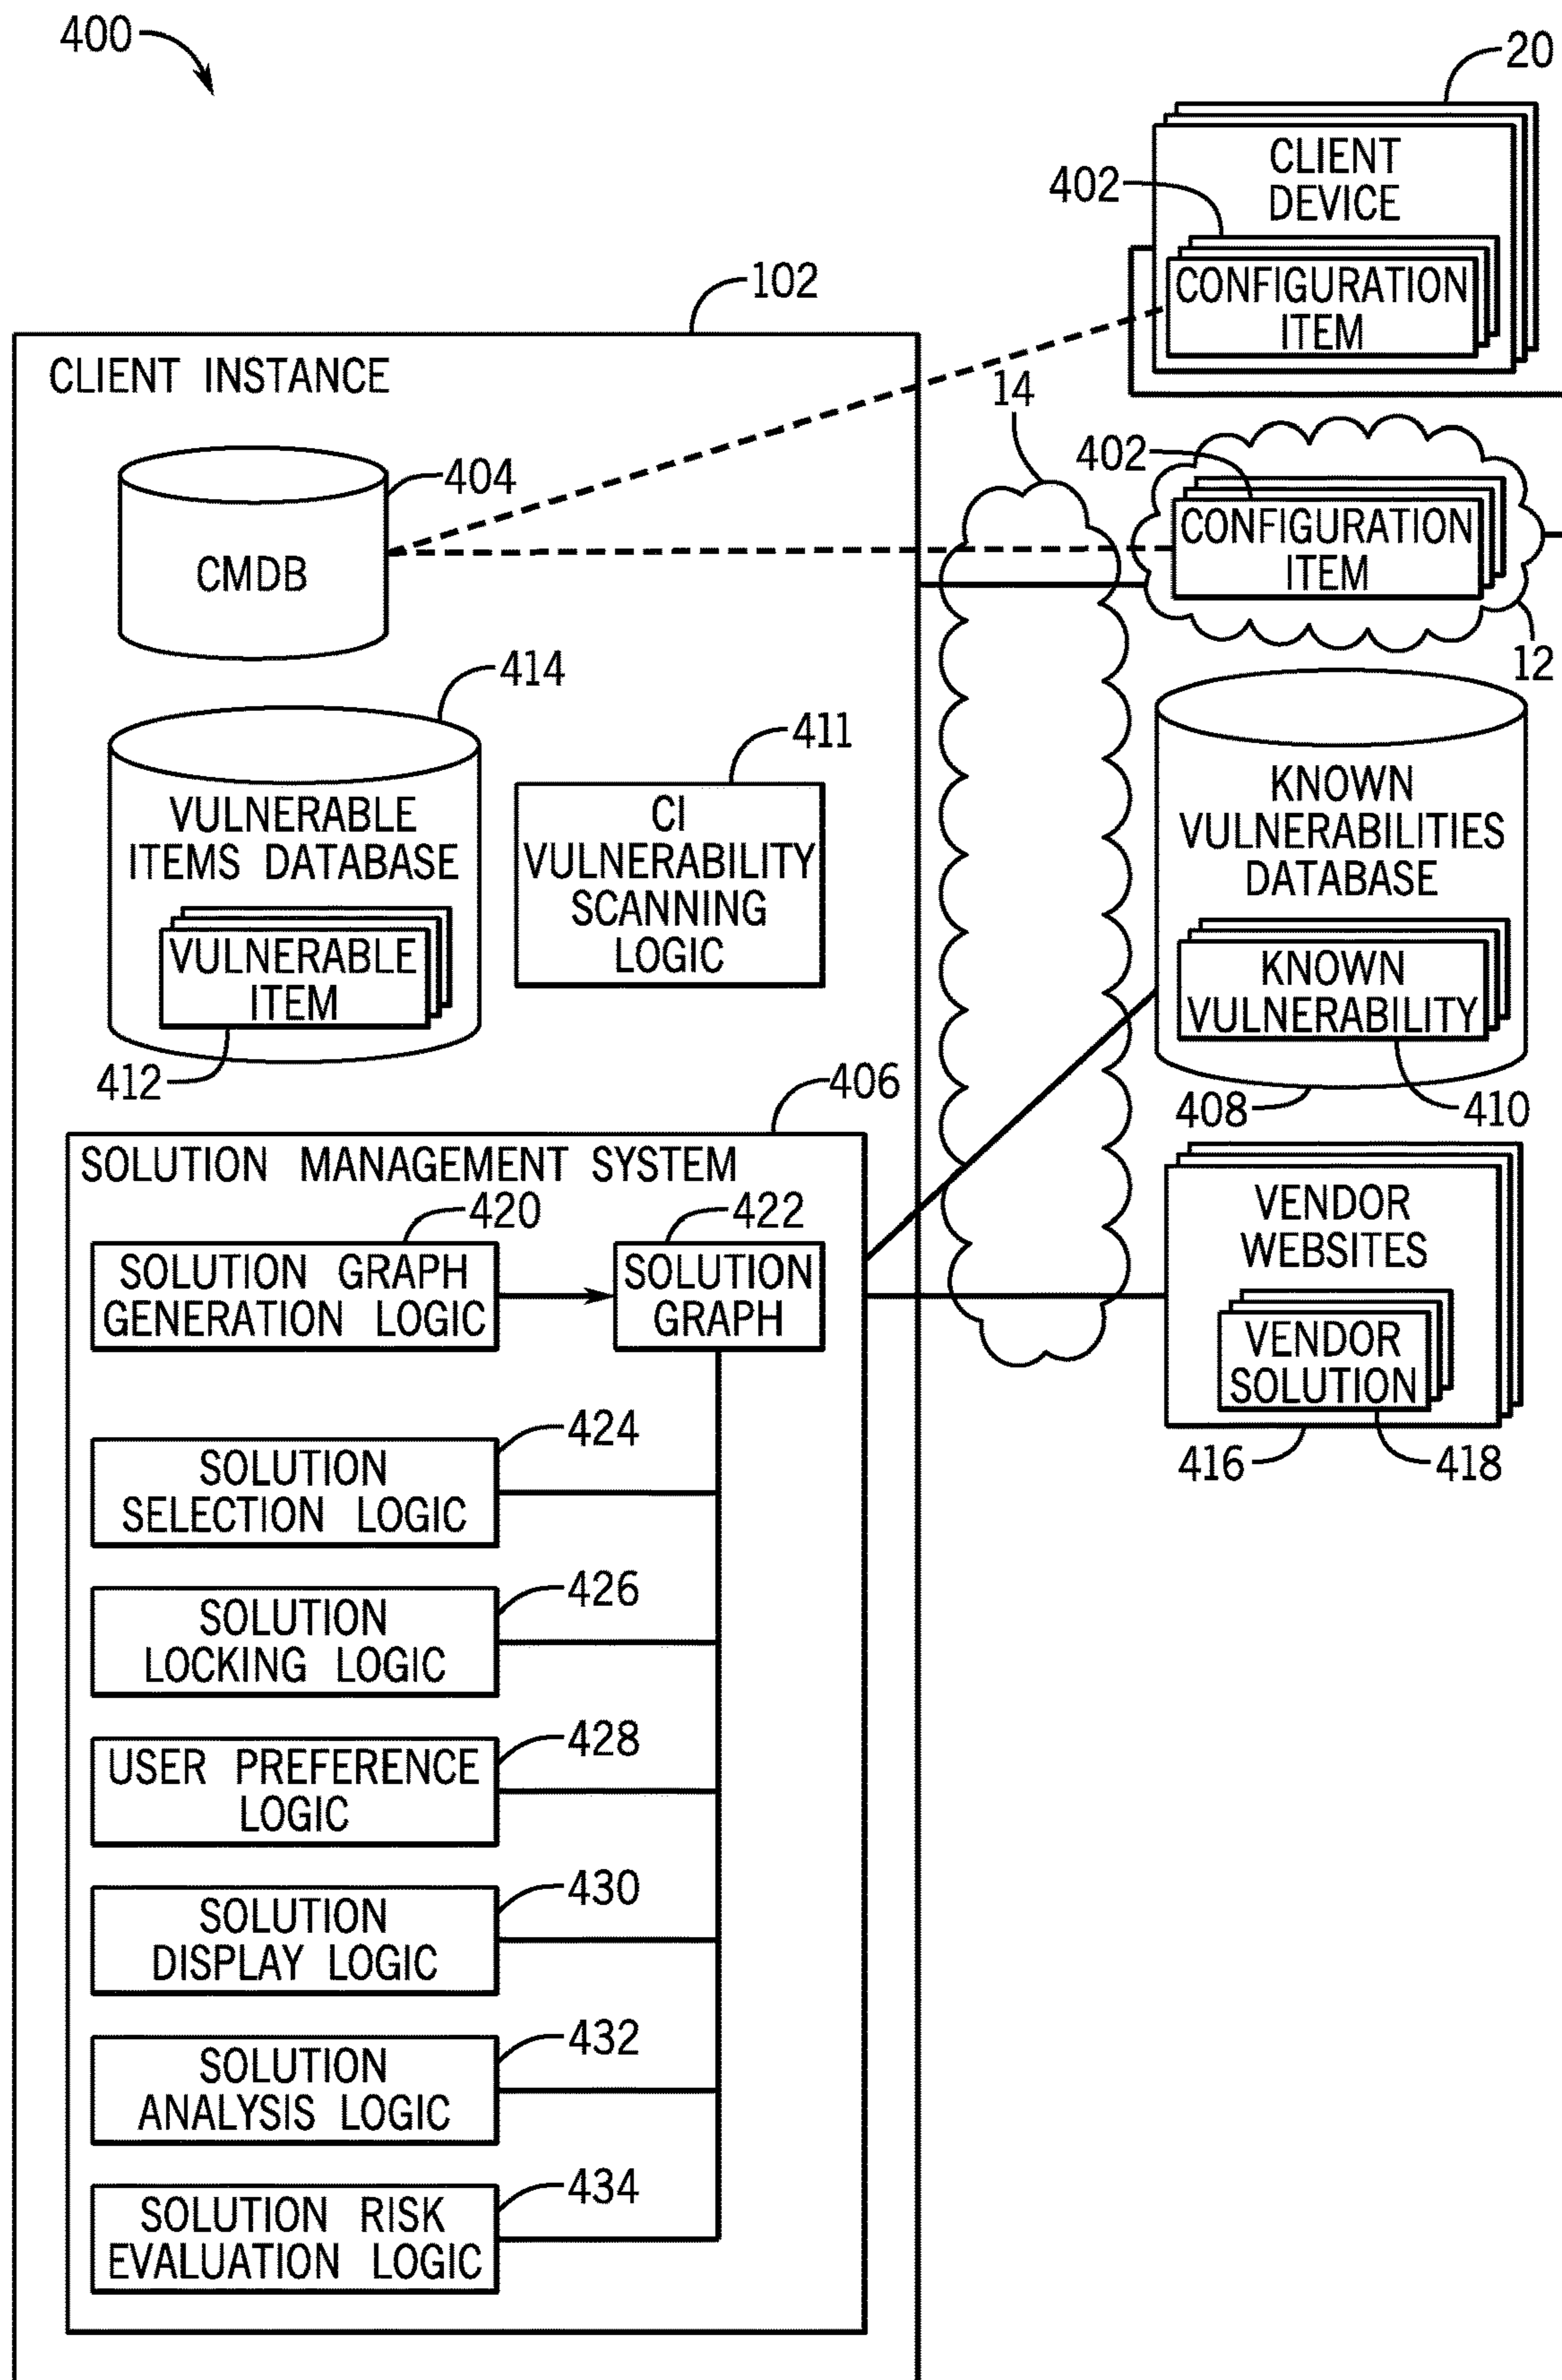 400
20
CLIENT
DEVICE
402
CONFIGURATION
ITEM
102
CLIENT INSTANCE
14
404
CMDB
402
CONFIGURATION
ITEM
12
414
VULNERABLE
ITEMS DATABASE
VULNERABLE
ITEM
412
411
CI
VULNERABILITY
SCANNING
LOGIC
KNOWN
VULNERABILITIES
DATABASE
KNOWN
VULNERABILITY
408
410
406
SOLUTION MANAGEMENT SYSTEM
420
SOLUTION GRAPH
GENERATION LOGIC
422
SOLUTION
GRAPH
VENDOR
WEBSITES
VENDOR
SOLUTION
416
418
424
SOLUTION
SELECTION LOGIC
426
SOLUTION
LOCKING LOGIC
428
USER PREFERENCE
LOGIC
430
SOLUTION
DISPLAY LOGIC
432
SOLUTION
ANALYSIS LOGIC
434
SOLUTION RISK
EVALUATION LOGIC